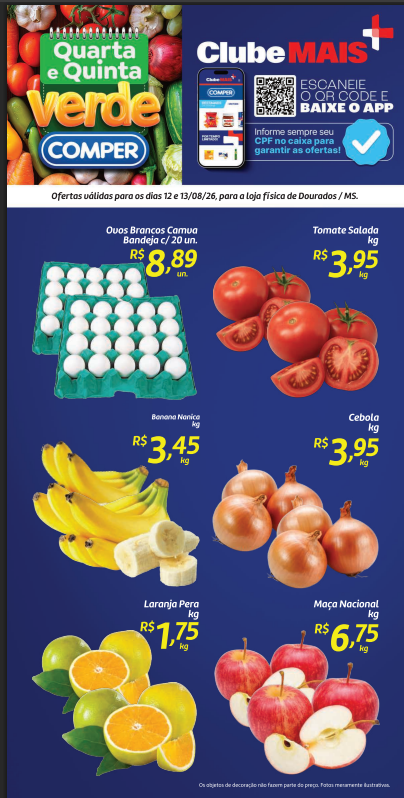 Quarta
e Quinta
verde
COMPER
Clube MAIS
ClubeMAIS
COMPER
ESCANEIE
O QR CODE E
BAIXE O APP
Informe sempre seu
CPF no caixa para
garantir as ofertas!
Ofertas válidas para os dias 12 e 13/08/26, para a loja física de Dourados / MS.
Ovos Brancos Camva
Bandeja c/ 20 un.
R$ 8,89
un.
Tomate Salada
kg
R$ 3,95
kg
Banana Nanica
kg
R$ 3,45
kg
Cebola
kg
R$ 3,95
kg
Laranja Pera
kg
R$ 1,75
kg
Maça Nacional
kg
R$ 6,75
kg
Os objetos de decoração não fazem parte do preço. Fotos meramente ilustrativas.